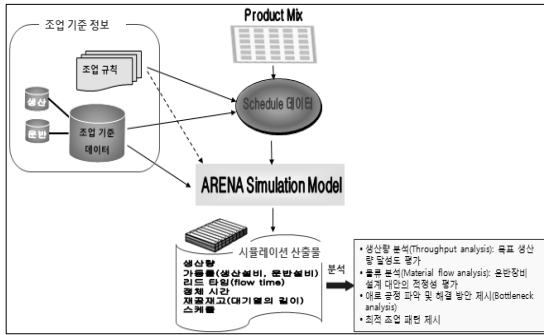 조업 기준 정보
Product Mix
조업 규칙
생산
운반
조업 기준
데이터
Schedule 데이터
ARENA Simulation Model
시뮬레이션 산출물
생산량
가동률(생산설비, 운반설비)
리드 타임(flow time)
정체 시간
재공재고(대기열의 길이)
스케줄
분석
• 생산량 분석(Throughput analysis): 목표 생산
량 달성도 평가
• 물류 분석(Material flow analysis): 운반장비
설계 대안의 적정성 평가
• 애로 공정 파악 및 해결 방안 제시(Bottleneck
analysis)
• 최적 조업 패턴 제시